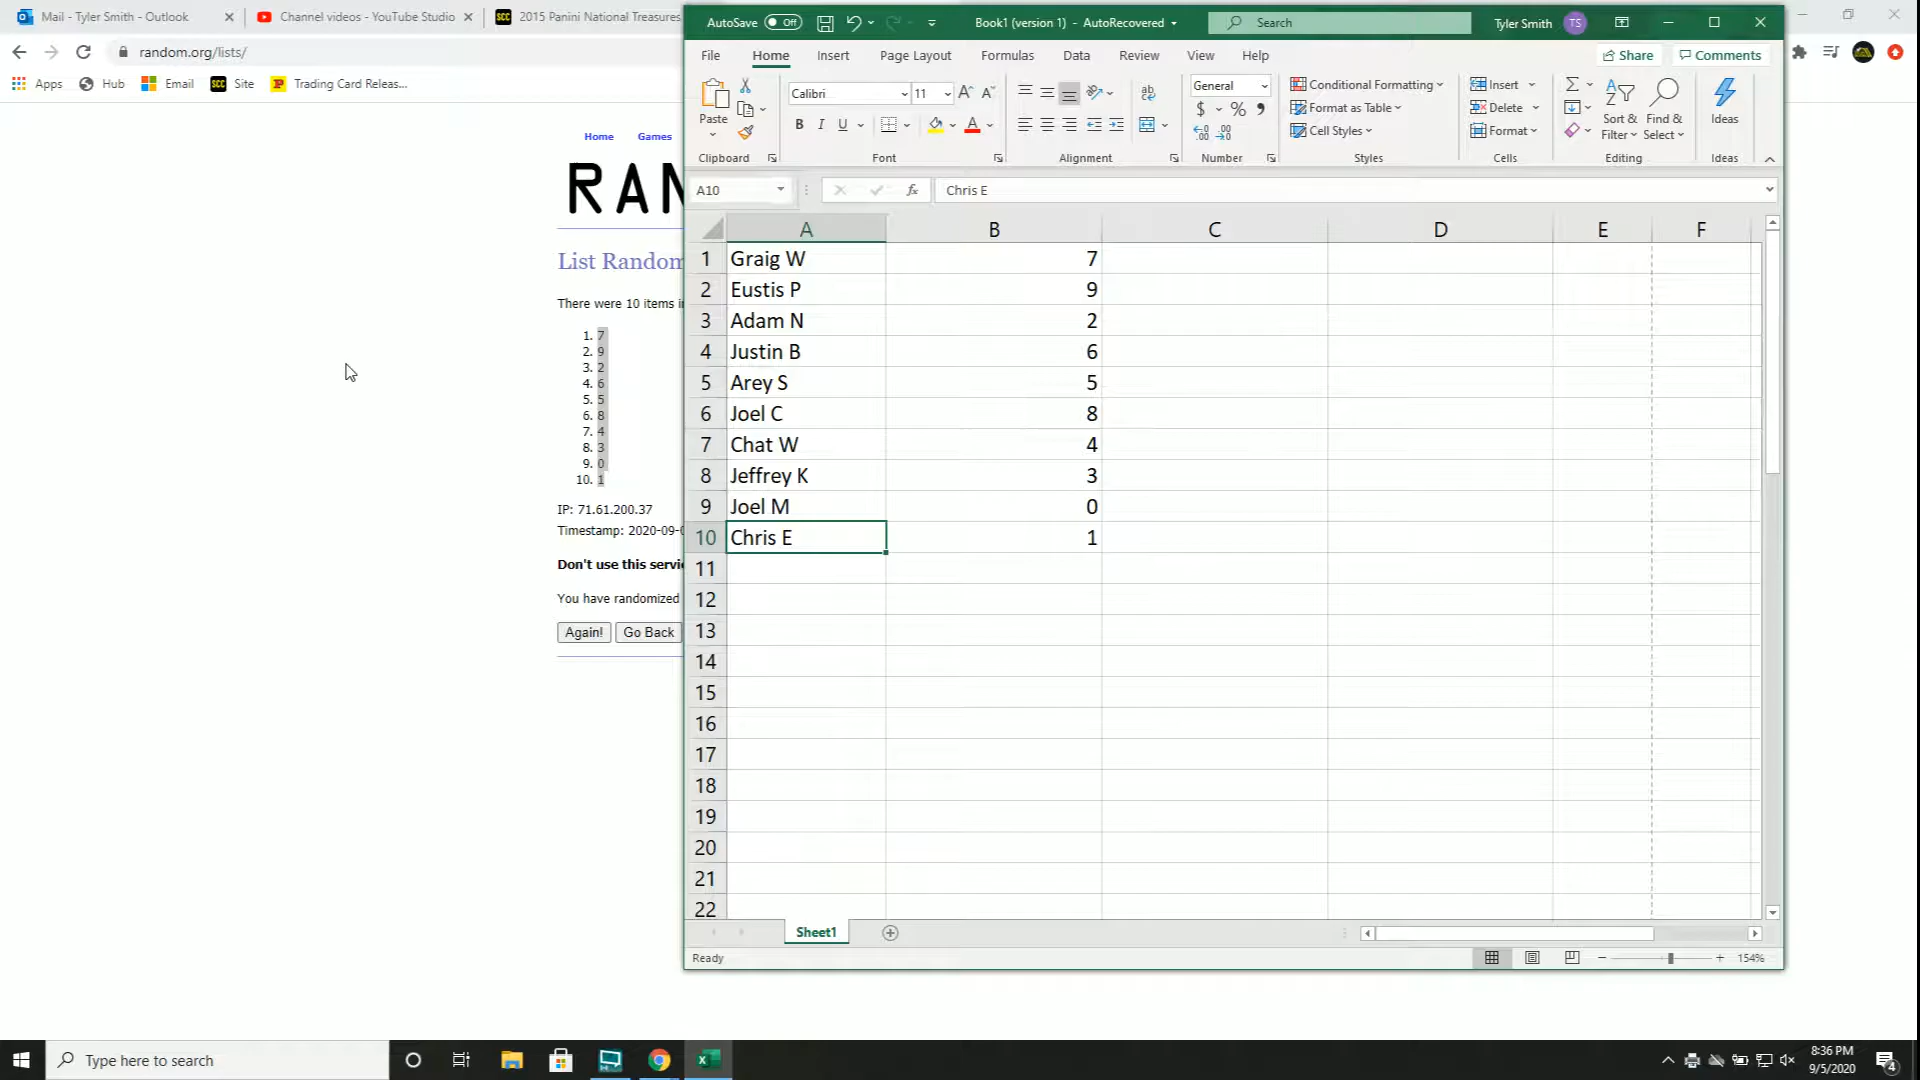 Mail - Tyler Smith - Outlook
Channel videos - YouTube Studio
SCC 2015 Panini National Treasures
random.org/lists/
Apps Hub Email SCC Site Trading Card Releas...
Home Games
RAN
List Random
There were 10 items i
1. 7
2. 9
3. 2
4. 6
5. 5
6. 8
7. 4
8. 3
9. 0
10. 1
IP: 71.61.200.37
Timestamp: 2020-09-0
Don't use this servi
You have randomized
Again! Go Back
AutoSave Off Book1 (version 1) - AutoRecovered Search Tyler Smith TS
File Home Insert Page Layout Formulas Data Review View Help Share Comments
Paste
Clipboard
Calibri 11
B I U
Font
ab
Alignment
General
$ % ,
Number
Conditional Formatting
Format as Table
Cell Styles
Styles
Insert
Delete
Format
Cells
Sort & Filter
Find & Select
Editing
Ideas
Ideas
A10 fx Chris E
A B C D E F
1 Graig W 7
2 Eustis P 9
3 Adam N 2
4 Justin B 6
5 Arey S 5
6 Joel C 8
7 Chat W 4
8 Jeffrey K 3
9 Joel M 0
10 Chris E 1
11
12
13
14
15
16
17
18
19
20
21
22
Sheet1
Ready 154%
Type here to search
8:36 PM
9/5/2020
4